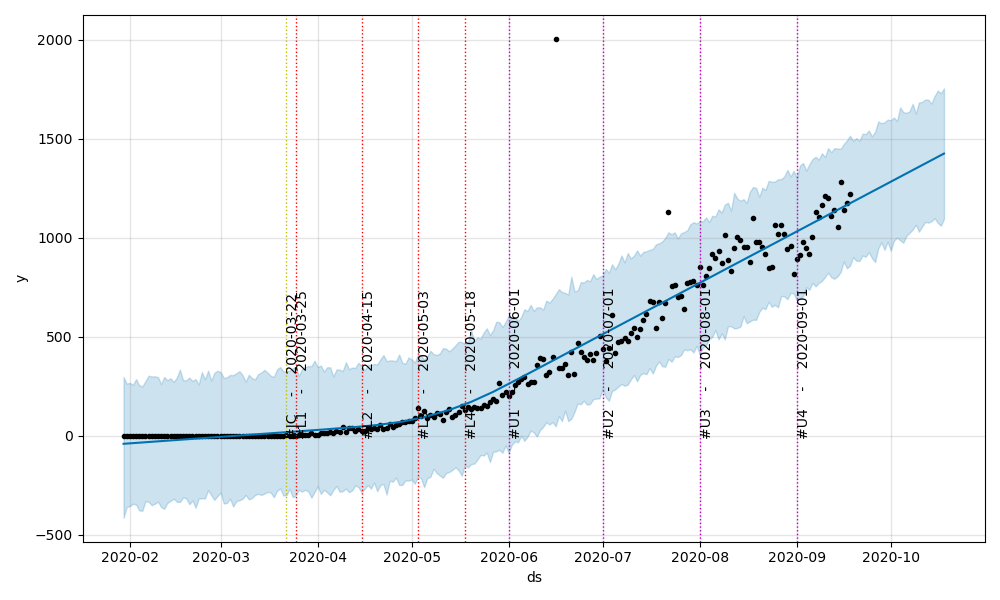 2000
1500
1000
500
0
−500
y
#JC - 2020-03-22
#L1 - 2020-03-25
#L2 - 2020-04-15
#L3 - 2020-05-03
#L4 - 2020-05-18
#U1 - 2020-06-01
#U2 - 2020-07-01
#U3 - 2020-08-01
#U4 - 2020-09-01
2020-02 2020-03 2020-04 2020-05 2020-06 2020-07 2020-08 2020-09 2020-10
ds